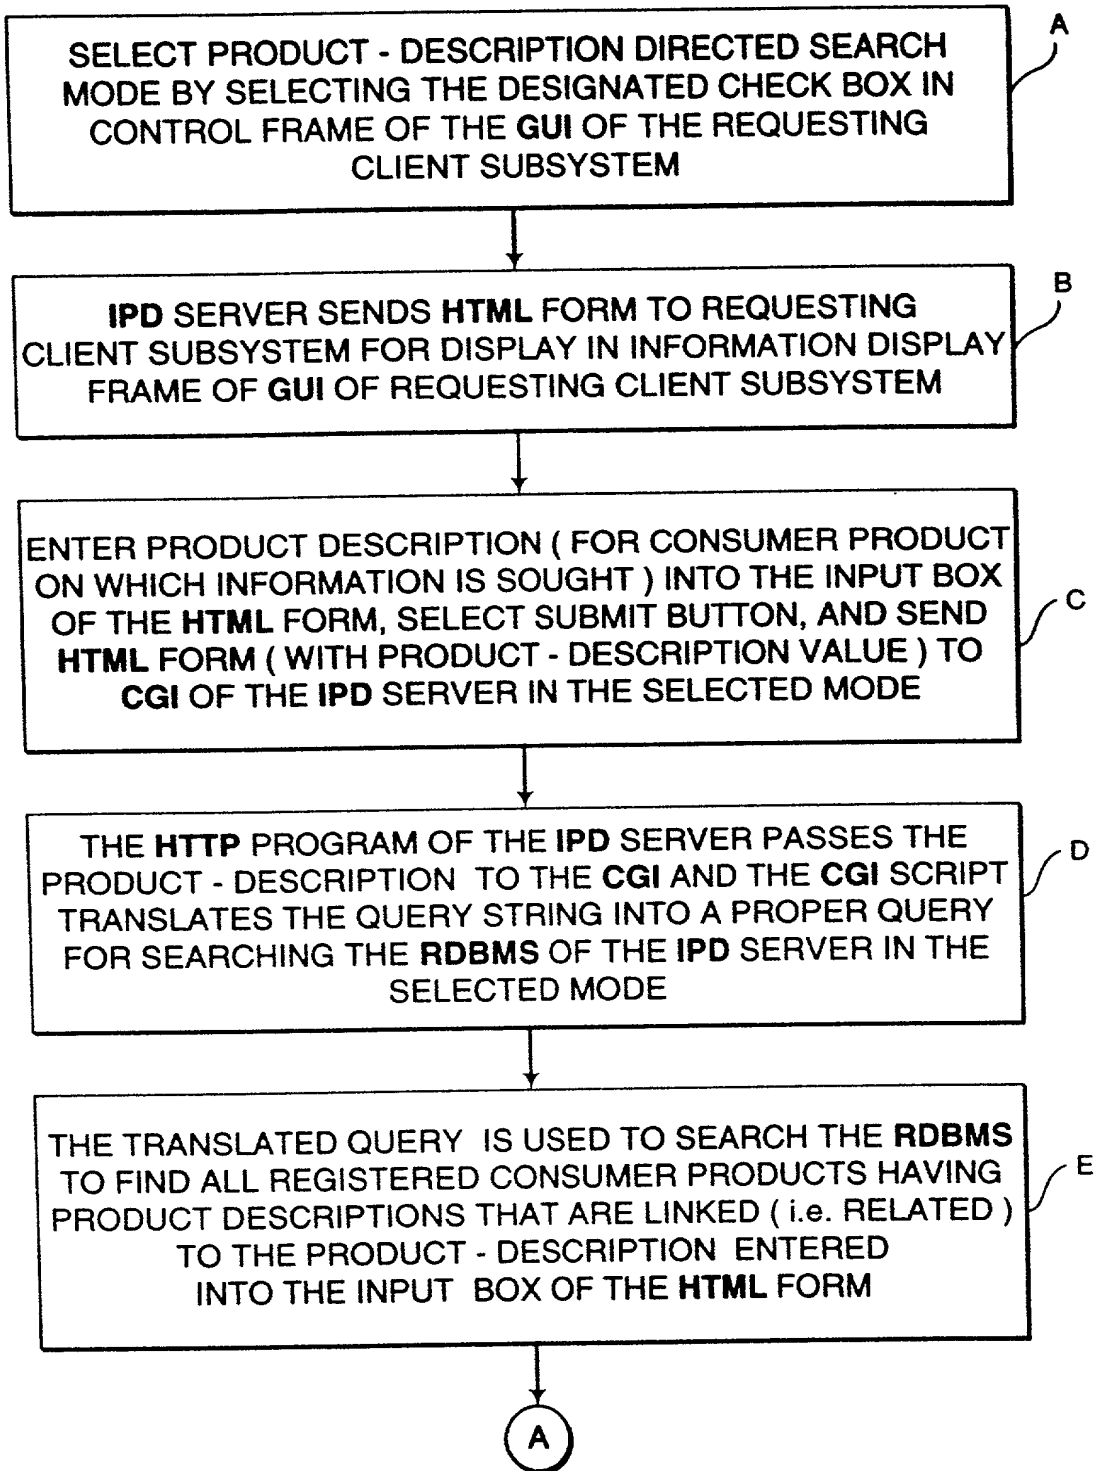 A
SELECT PRODUCT - DESCRIPTION DIRECTED SEARCH
MODE BY SELECTING THE DESIGNATED CHECK BOX IN
CONTROL FRAME OF THE GUI OF THE REQUESTING
CLIENT SUBSYSTEM
B
IPD SERVER SENDS HTML FORM TO REQUESTING
CLIENT SUBSYSTEM FOR DISPLAY IN INFORMATION DISPLAY
FRAME OF GUI OF REQUESTING CLIENT SUBSYSTEM
ENTER PRODUCT DESCRIPTION ( FOR CONSUMER PRODUCT
ON WHICH INFORMATION IS SOUGHT ) INTO THE INPUT BOX
OF THE HTML FORM, SELECT SUBMIT BUTTON, AND SEND
HTML FORM ( WITH PRODUCT - DESCRIPTION VALUE ) TO
CGI OF THE IPD SERVER IN THE SELECTED MODE
C
THE HTTP PROGRAM OF THE IPD SERVER PASSES THE
PRODUCT - DESCRIPTION TO THE CGI AND THE CGI SCRIPT
TRANSLATES THE QUERY STRING INTO A PROPER QUERY
FOR SEARCHING THE RDBMS OF THE IPD SERVER IN THE
SELECTED MODE
D
THE TRANSLATED QUERY IS USED TO SEARCH THE RDBMS
TO FIND ALL REGISTERED CONSUMER PRODUCTS HAVING
PRODUCT DESCRIPTIONS THAT ARE LINKED ( i.e. RELATED )
TO THE PRODUCT - DESCRIPTION ENTERED
INTO THE INPUT BOX OF THE HTML FORM
E
A